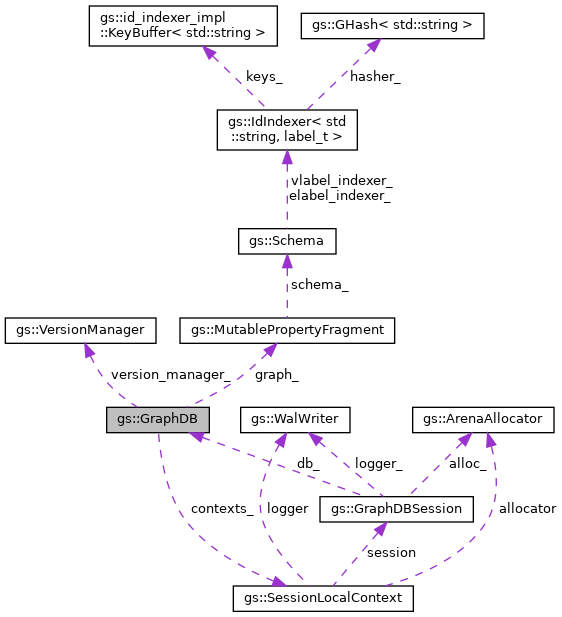 gs::id_indexer_impl
::KeyBuffer< std::string >
gs::GHash< std::string >
keys_
hasher_
gs::IdIndexer< std
::string, label_t >
vlabel_indexer_
elabel_indexer_
gs::Schema
schema_
gs::VersionManager
gs::MutablePropertyFragment
version_manager_
graph_
gs::GraphDB
gs::WalWriter
gs::ArenaAllocator
db_
logger_
alloc_
contexts_
logger
gs::GraphDBSession
allocator
session
gs::SessionLocalContext